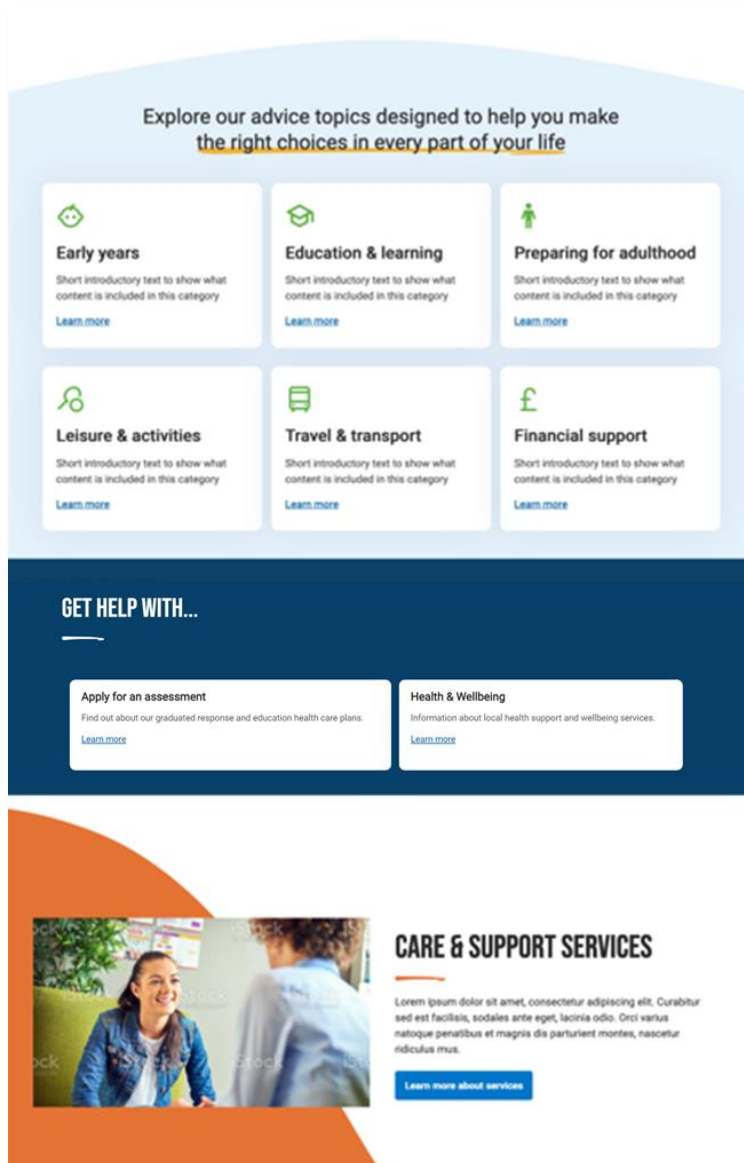 Explore our advice topics designed to help you make
the right choices in every part of your life
Early years
Short introductory text to show what
content is included in this category
Learn more
Education & learning
Short introductory text to show what
content is included in this category
Learn more
Preparing for adulthood
Short introductory text to show what
content is included in this category
Learn more
Leisure & activities
Short introductory text to show what
content is included in this category
Learn more
Travel & transport
Short introductory text to show what
content is included in this category
Learn more
Financial support
Short introductory text to show what
content is included in this category
Learn more
GET HELP WITH...
Apply for an assessment
Find out about our graduated response and education health care plans.
Learn more
Health & Wellbeing
Information about local health support and wellbeing services.
Learn more
iStock
iStock
iStock
iStock
CARE & SUPPORT SERVICES
Lorem ipsum dolor sit amet, consectetur adipiscing elit. Curabitur
sed est facilisis, sodales ante eget, lacinia odio. Orci varius
natoque penatibus et magnis dis parturient montes, nascetur
ridiculus mus.
Learn more about services